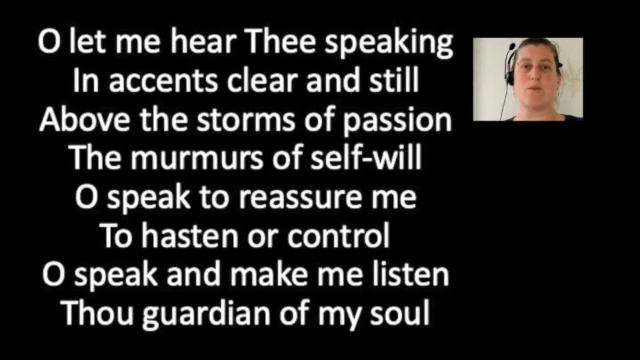 O let me hear Thee speaking
In accents clear and still
Above the storms of passion
The murmurs of self-will
O speak to reassure me
To hasten or control
O speak and make me listen
Thou guardian of my soul